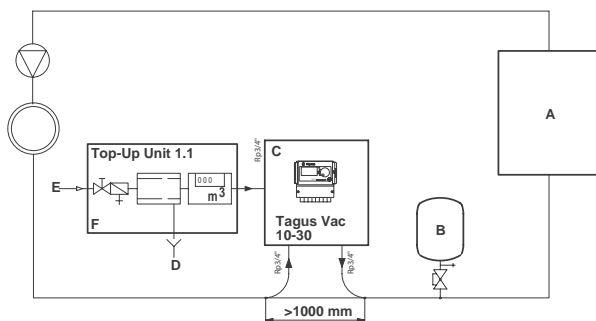 A
Top-Up Unit 1.1
Rp3/4"
C
E
000
m3
F
Tagus Vac
10-30
D
B
Rp3/4"
Rp3/4"
>1000 mm